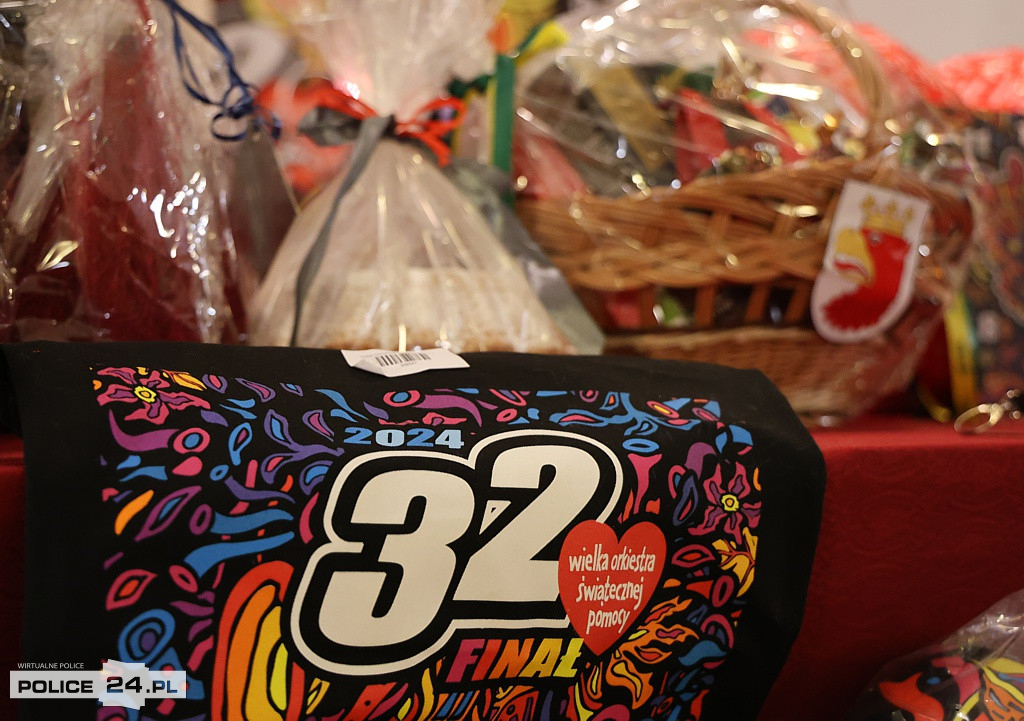 2024
32
FINAŁ
wielka orkiestra
świątecznej
pomocy
WIRTUALNE POLICE
POLICE 24.PL